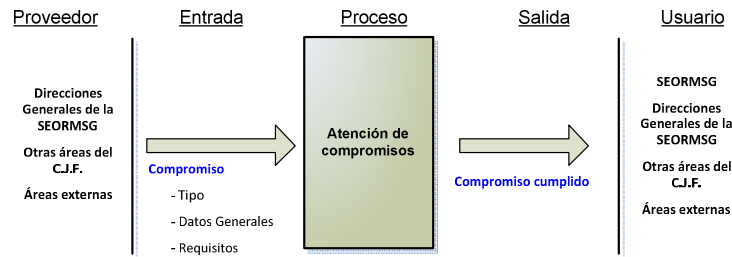 Proveedor
Entrada
Proceso
Salida
Usuario
Direcciones
Generales de la
SEORMSG
Otras áreas del
C.J.F.
Áreas externas
Compromiso
- Tipo
- Datos Generales
- Requisitos
Atención de
compromisos
Compromiso cumplido
SEORMSG
Direcciones
Generales de la
SEORMSG
Otras áreas del
C.J.F.
Áreas externas